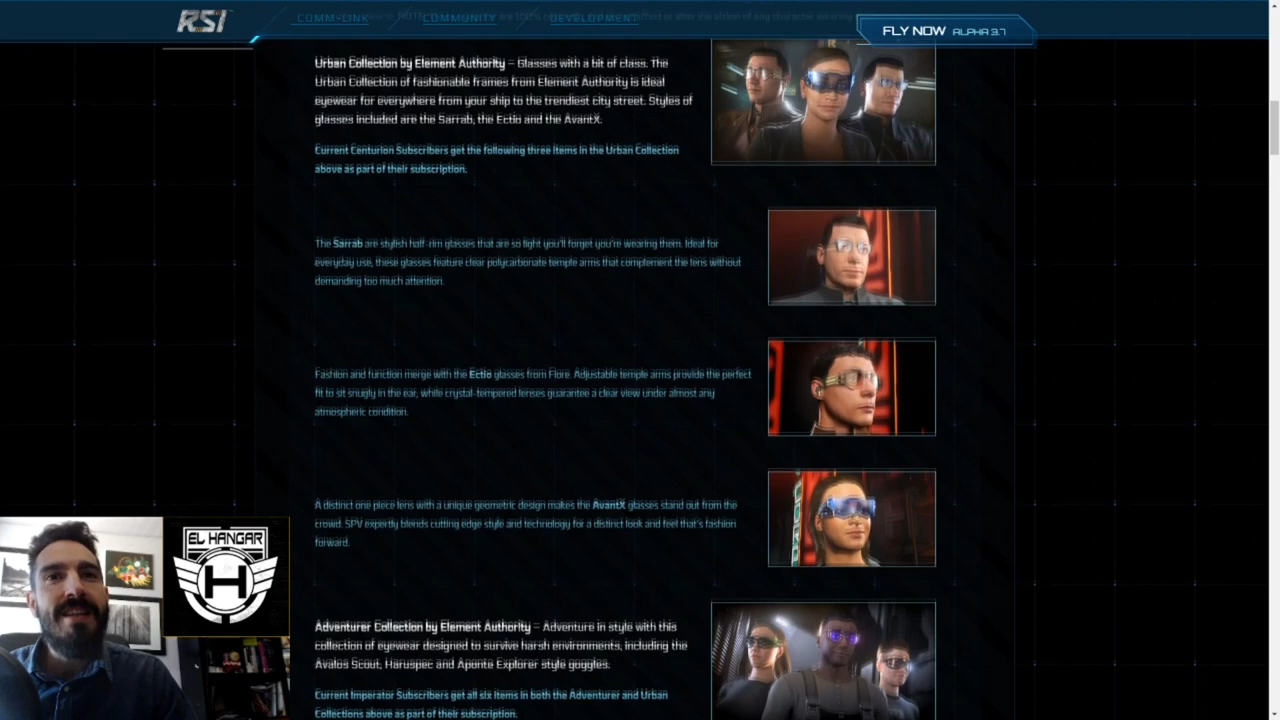 RSI
COMM-LINK
COMMUNITY
DEVELOPMENT
FLY NOW ALPHA 3.7
Urban Collection by Element Authority – Glasses with a bit of class. The
Urban Collection of fashionable frames from Element Authority is ideal
eyewear for everywhere from your ship to the trendiest city street. Styles of
glasses included are the Sarrab, the Ectio and the AvantX.
Current Centurion Subscribers get the following three items in the Urban Collection
above as part of their subscription.
The Sarrab are stylish half-rim glasses that are so light you'll forget you're wearing them. Ideal for
everyday use, these glasses feature clear polycarbonate temple arms that complement the lens without
demanding too much attention.
Fashion and function merge with the Ectio glasses from Fiore. Adjustable temple arms provide the perfect
fit to sit snugly in the ear, while crystal-tempered lenses guarantee a clear view under almost any
atmospheric condition.
A distinct one piece lens with a unique geometric design makes the AvantX glasses stand out from the
crowd. SPV expertly blends cutting edge style and technology for a distinct look and feel that's fashion
forward.
EL HANGAR
H
Adventurer Collection by Element Authority – Adventure in style with this
collection of eyewear designed to survive harsh environments, including the
Avalos Scout, Haruspec and Aponte Explorer style goggles.
Current Imperator Subscribers get all six items in both the Adventurer and Urban
Collections above as part of their subscription.